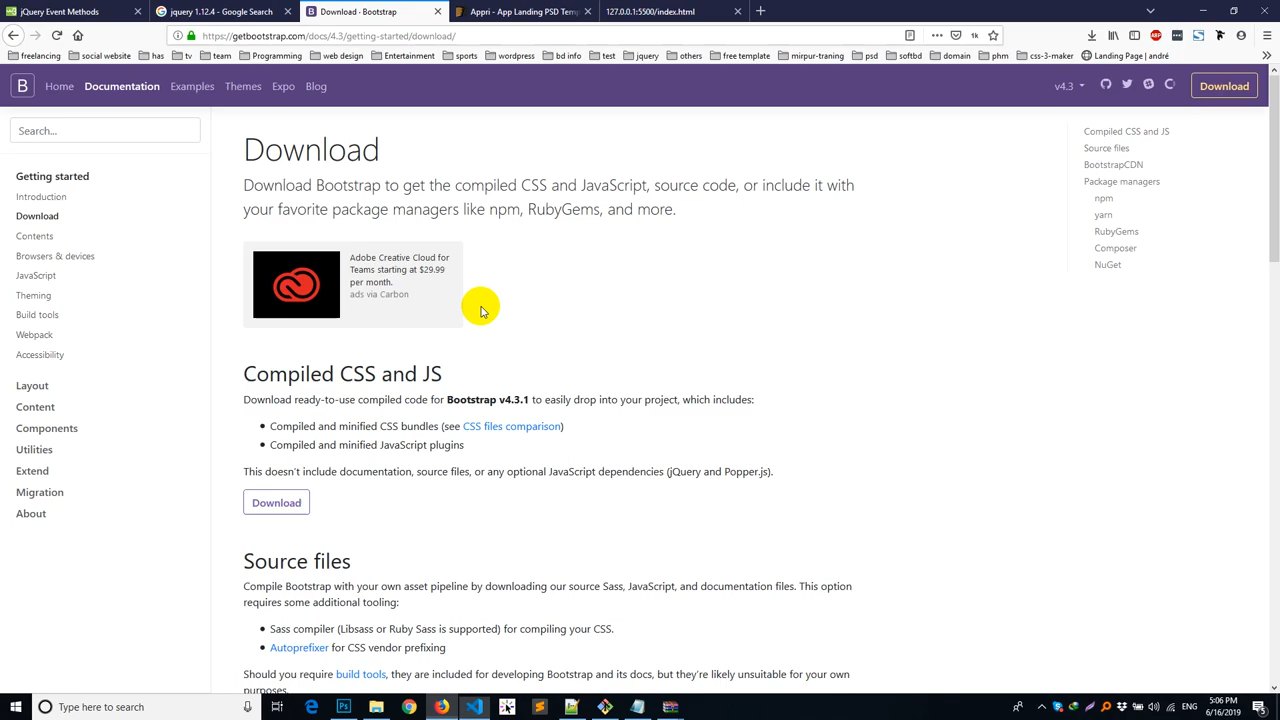 jQuery Event Methods
jquery 1.12.4 - Google Search
Download · Bootstrap
Appri - App Landing PSD Tem
127.0.0.1:5500/index.html
https://getbootstrap.com/docs/4.3/getting-started/download/
1k
freelancing
social website
has
tv
team
Programming
web design
Entertainment
sports
wordpress
bd info
test
jquery
others
free template
mirpur-traning
psd
softbd
domain
phm
css-3-maker
Landing Page | andré
B
Home
Documentation
Examples
Themes
Expo
Blog
v4.3
Download
Search...
Getting started
Introduction
Download
Contents
Browsers & devices
JavaScript
Theming
Build tools
Webpack
Accessibility
Layout
Content
Components
Utilities
Extend
Migration
About
Download
Download Bootstrap to get the compiled CSS and JavaScript, source code, or include it with
your favorite package managers like npm, RubyGems, and more.
Adobe Creative Cloud for
Teams starting at $29.99
per month.
ads via Carbon
Compiled CSS and JS
Download ready-to-use compiled code for Bootstrap v4.3.1 to easily drop into your project, which includes:
Compiled and minified CSS bundles (see CSS files comparison)
Compiled and minified JavaScript plugins
This doesn't include documentation, source files, or any optional JavaScript dependencies (jQuery and Popper.js).
Download
Source files
Compile Bootstrap with your own asset pipeline by downloading our source Sass, JavaScript, and documentation files. This option
requires some additional tooling:
Sass compiler (Libsass or Ruby Sass is supported) for compiling your CSS.
Autoprefixer for CSS vendor prefixing
Should you require build tools, they are included for developing Bootstrap and its docs, but they're likely unsuitable for your own
purposes.
Compiled CSS and JS
Source files
BootstrapCDN
Package managers
npm
yarn
RubyGems
Composer
NuGet
Type here to search
ENG
5:06 PM
6/16/2019